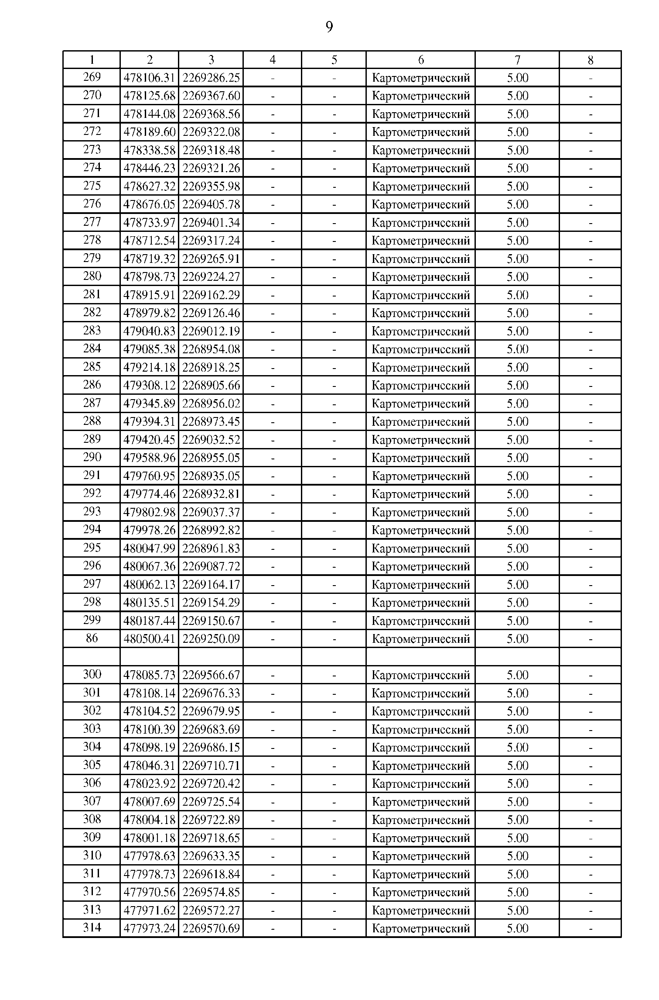 9
1 2 3 4 5 6 7 8
269 478106.31 2269286.25 - - Картометрический 5.00 -
270 478125.68 2269367.60 - - Картометрический 5.00 -
271 478144.08 2269368.56 - - Картометрический 5.00 -
272 478189.60 2269322.08 - - Картометрический 5.00 -
273 478338.58 2269318.48 - - Картометрический 5.00 -
274 478446.23 2269321.26 - - Картометрический 5.00 -
275 478627.32 2269355.98 - - Картометрический 5.00 -
276 478676.05 2269405.78 - - Картометрический 5.00 -
277 478733.97 2269401.34 - - Картометрический 5.00 -
278 478712.54 2269317.24 - - Картометрический 5.00 -
279 478719.32 2269265.91 - - Картометрический 5.00 -
280 478798.73 2269224.27 - - Картометрический 5.00 -
281 478915.91 2269162.29 - - Картометрический 5.00 -
282 478979.82 2269126.46 - - Картометрический 5.00 -
283 479040.83 2269012.19 - - Картометрический 5.00 -
284 479085.38 2268954.08 - - Картометрический 5.00 -
285 479214.18 2268918.25 - - Картометрический 5.00 -
286 479308.12 2268905.66 - - Картометрический 5.00 -
287 479345.89 2268956.02 - - Картометрический 5.00 -
288 479394.31 2268973.45 - - Картометрический 5.00 -
289 479420.45 2269032.52 - - Картометрический 5.00 -
290 479588.96 2268955.05 - - Картометрический 5.00 -
291 479760.95 2268935.05 - - Картометрический 5.00 -
292 479774.46 2268932.81 - - Картометрический 5.00 -
293 479802.98 2269037.37 - - Картометрический 5.00 -
294 479978.26 2268992.82 - - Картометрический 5.00 -
295 480047.99 2268961.83 - - Картометрический 5.00 -
296 480067.36 2269087.72 - - Картометрический 5.00 -
297 480062.13 2269164.17 - - Картометрический 5.00 -
298 480135.51 2269154.29 - - Картометрический 5.00 -
299 480187.44 2269150.67 - - Картометрический 5.00 -
86 480500.41 2269250.09 - - Картометрический 5.00 -
300 478085.73 2269566.67 - - Картометрический 5.00 -
301 478108.14 2269676.33 - - Картометрический 5.00 -
302 478104.52 2269679.95 - - Картометрический 5.00 -
303 478100.39 2269683.69 - - Картометрический 5.00 -
304 478098.19 2269686.15 - - Картометрический 5.00 -
305 478046.31 2269710.71 - - Картометрический 5.00 -
306 478023.92 2269720.42 - - Картометрический 5.00 -
307 478007.69 2269725.54 - - Картометрический 5.00 -
308 478004.18 2269722.89 - - Картометрический 5.00 -
309 478001.18 2269718.65 - - Картометрический 5.00 -
310 477978.63 2269633.35 - - Картометрический 5.00 -
311 477978.73 2269618.84 - - Картометрический 5.00 -
312 477970.56 2269574.85 - - Картометрический 5.00 -
313 477971.62 2269572.27 - - Картометрический 5.00 -
314 477973.24 2269570.69 - - Картометрический 5.00 -